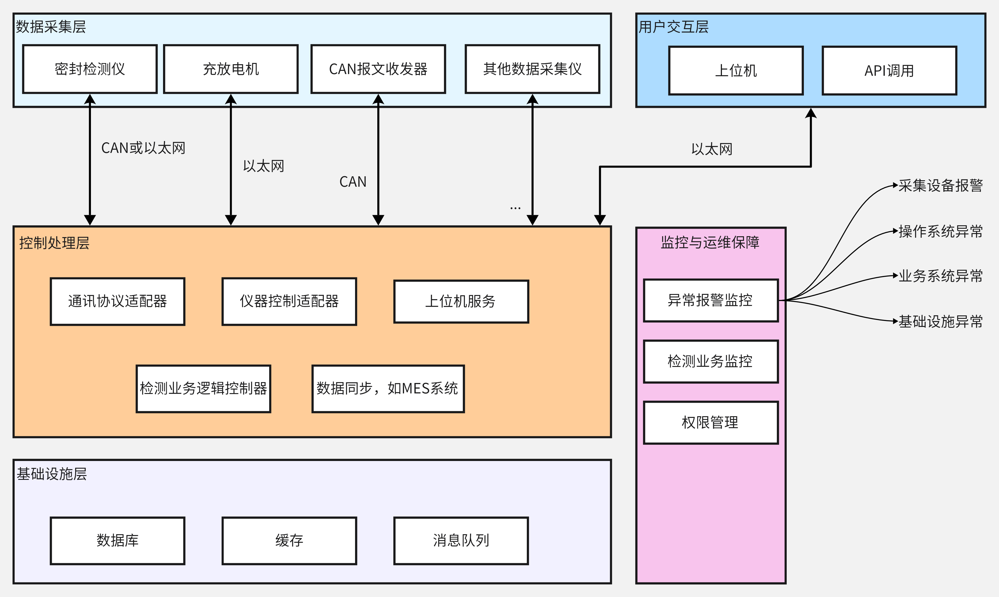 数据采集层
密封检测仪
充放电机
CAN报文收发器
其他数据采集仪
用户交互层
上位机
API调用
CAN或以太网
以太网
CAN
...
以太网
控制处理层
通讯协议适配器
仪器控制适配器
上位机服务
检测业务逻辑控制器
数据同步，如MES系统
监控与运维保障
异常报警监控
检测业务监控
权限管理
采集设备报警
操作系统异常
业务系统异常
基础设施异常
基础设施层
数据库
缓存
消息队列